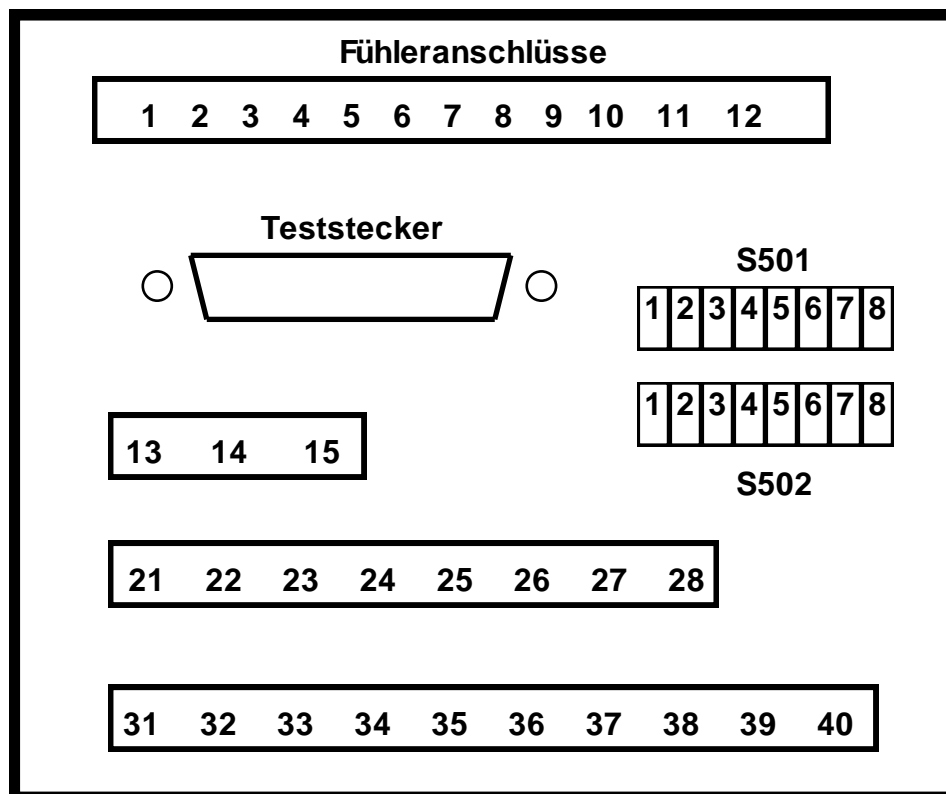 Fühleranschlüsse
1 2 3 4 5 6 7 8 9 10 11 12
Teststecker
S501
1 2 3 4 5 6 7 8
1 2 3 4 5 6 7 8
S502
13 14 15
21 22 23 24 25 26 27 28
31 32 33 34 35 36 37 38 39 40